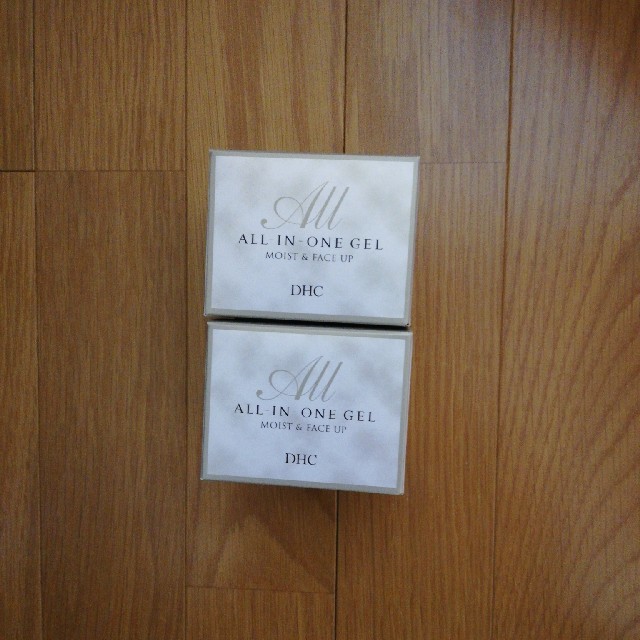 All
ALL IN-ONE GEL
MOIST & FACE UP
DHC
All
ALL IN-ONE GEL
MOIST & FACE UP
DHC